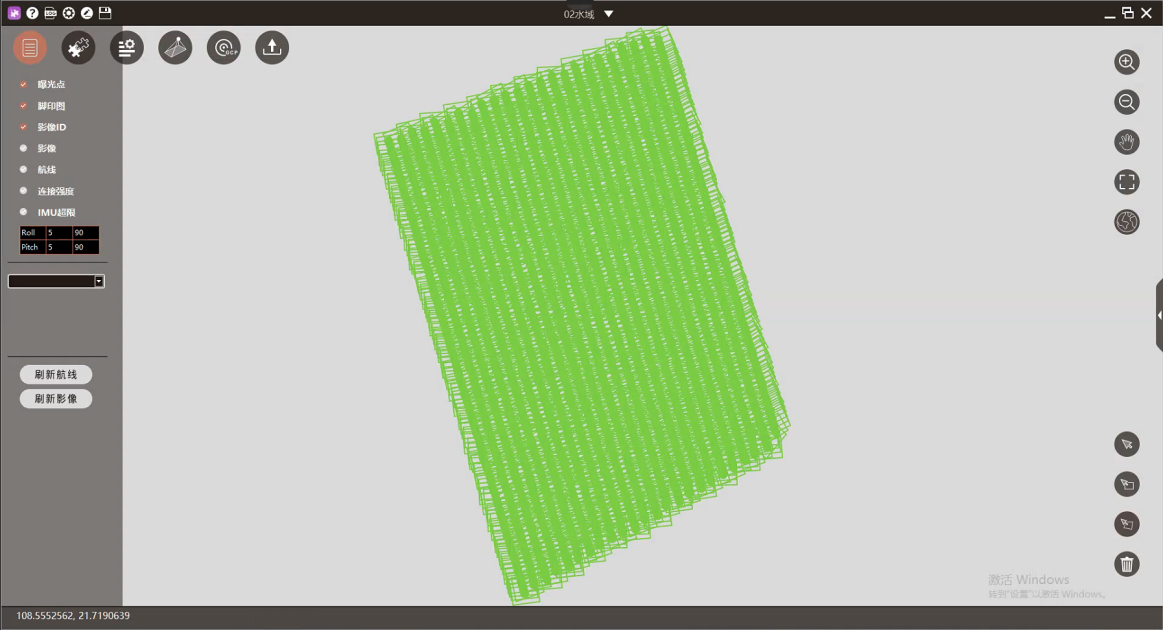 LOG
02水域
GCP
曝光点
脚印图
影像ID
影像
航线
连接强度
IMU超限
Roll 5 90
Pitch 5 90
刷新航线
刷新影像
激活 Windows
转到"设置"以激活 Windows。
108.5552562, 21.7190639